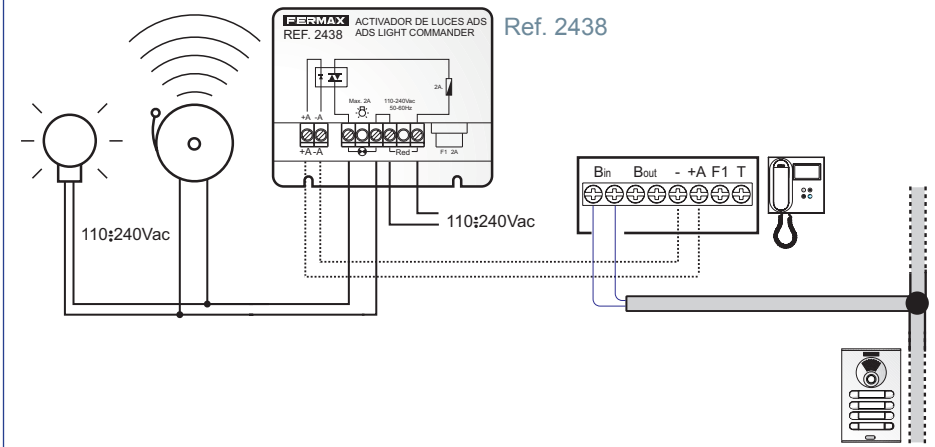 FERMAX ACTIVADOR DE LUCES ADS
REF. 2438 ADS LIGHT COMMANDER
Ref. 2438
2A.
Max. 2A 110-240Vac
50-60Hz
+A -A
+A -A Red F1 2A
Bin Bout - +A F1 T
110÷240Vac
110÷240Vac